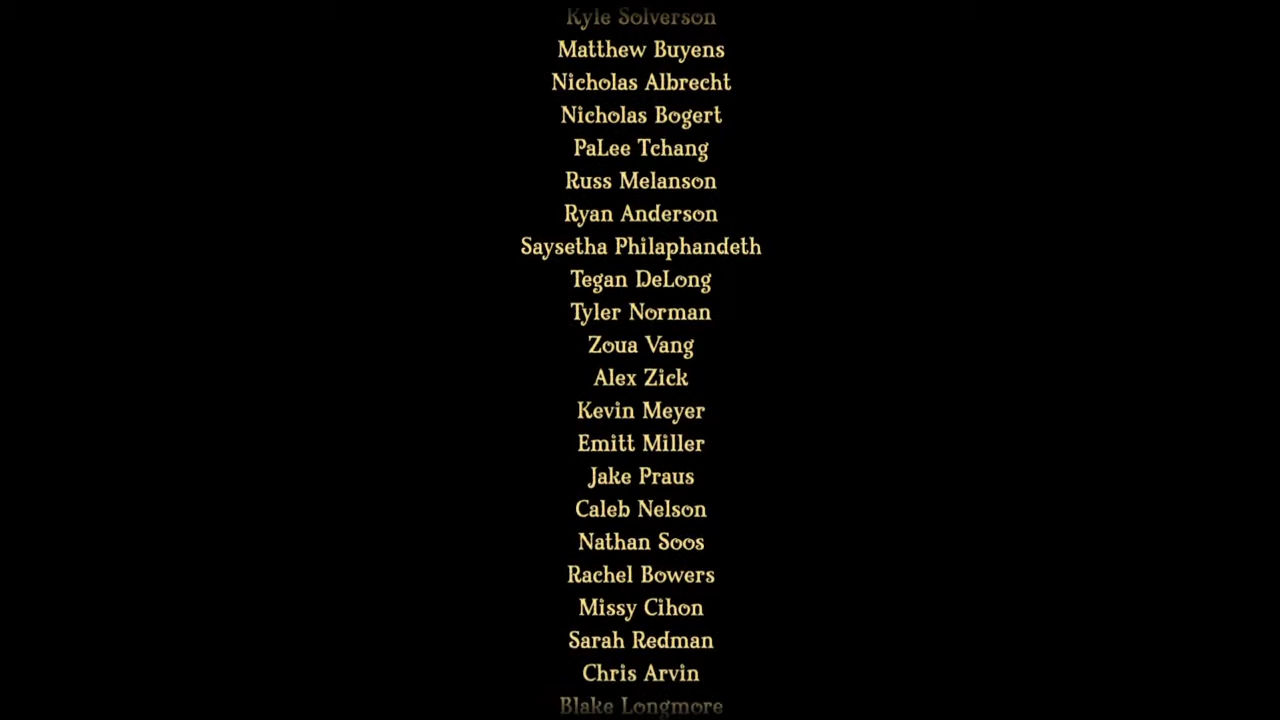 Kyle Solverson
Matthew Buyens
Nicholas Albrecht
Nicholas Bogert
PaLee Tchang
Russ Melanson
Ryan Anderson
Saysetha Philaphandeth
Tegan DeLong
Tyler Norman
Zoua Vang
Alex Zick
Kevin Meyer
Emitt Miller
Jake Praus
Caleb Nelson
Nathan Soos
Rachel Bowers
Missy Cihon
Sarah Redman
Chris Arvin
Blake Longmore